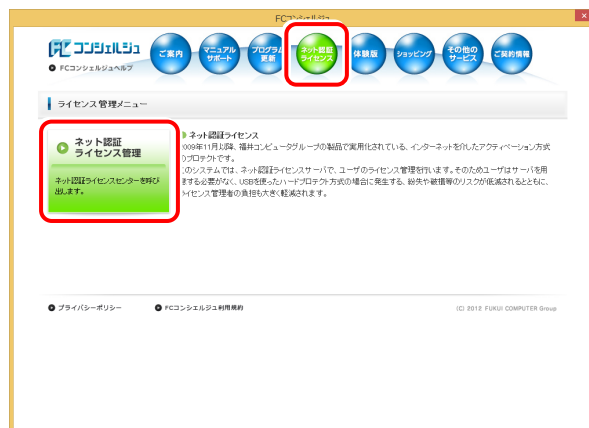 FCコンシェルジュ
FC コンシェルジュ
FCコンシェルジュヘルプ
ご案内
マニュアル
サポート
プログラム
更新
ネット認証
ライセンス
体験版
ショッピング
その他の
サービス
ご契約情報
ライセンス管理メニュー
ネット認証
ライセンス管理
ネット認証ライセンスセンターを呼び
出します。
ネット認証ライセンス
2009年11月以降、福井コンピュータグループの製品で実用化されている、インターネットを介したアクティベーション方式
のプロテクトです。
このシステムでは、ネット認証ライセンスサーバで、ユーザのライセンス管理を行います。そのためユーザはサーバを用
意する必要がなく、USBを使ったハードプロテクト方式の場合に発生する、紛失や破損等のリスクが低減されるとともに、
ライセンス管理者の負担も大きく軽減されます。
プライバシーポリシー
FCコンシェルジュ利用規約
(C) 2012 FUKUI COMPUTER Group